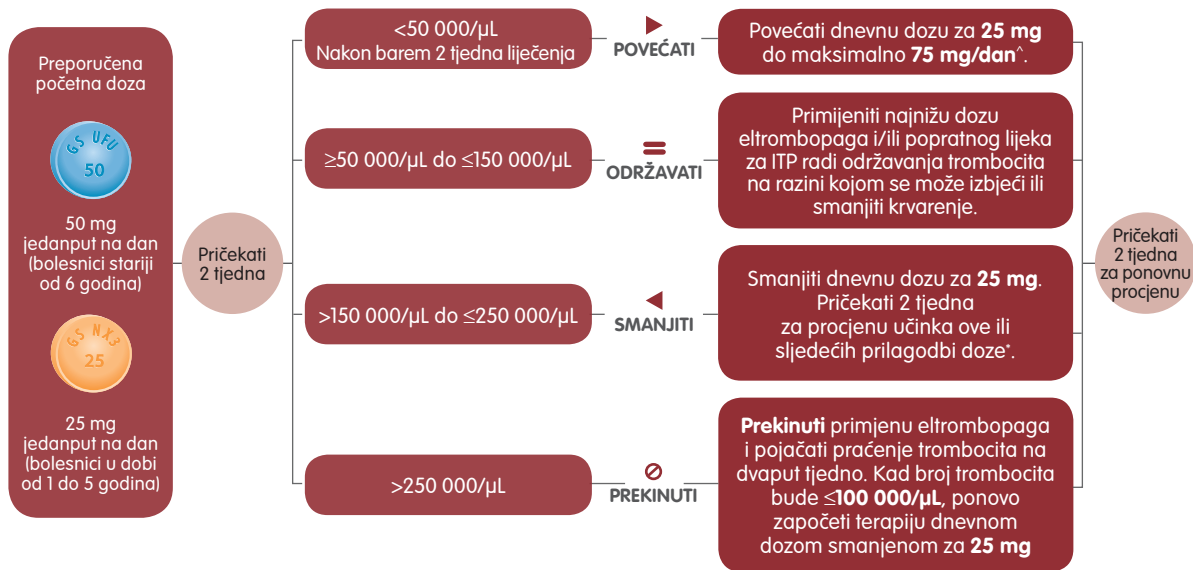 Preporučena
početna doza
GS UFU
50
50 mg
jedanput na dan
(bolesnici stariji
od 6 godina)
GS NX3
25
25 mg
jedanput na dan
(bolesnici u dobi
od 1 do 5 godina)
Pričekati
2 tjedna
<50 000/µL
Nakon barem 2 tjedna liječenja
POVEĆATI
Povećati dnevnu dozu za 25 mg
do maksimalno 75 mg/dan^.
≥50 000/µL do ≤150 000/µL
ODRŽAVATI
Primijeniti najnižu dozu
eltrombopaga i/ili popratnog lijeka
za ITP radi održavanja trombocita
na razini kojom se može izbjeći ili
smanjiti krvarenje.
>150 000/µL do ≤250 000/µL
SMANJITI
Smanjiti dnevnu dozu za 25 mg.
Pričekati 2 tjedna
za procjenu učinka ove ili
sljedećih prilagodbi doze*.
>250 000/µL
PREKINUTI
Prekinuti primjenu eltrombopaga
i pojačati praćenje trombocita na
dvaput tjedno. Kad broj trombocita
bude ≤100 000/µL, ponovo
započeti terapiju dnevnom
dozom smanjenom za 25 mg
Pričekati
2 tjedna
za ponovnu
procjenu